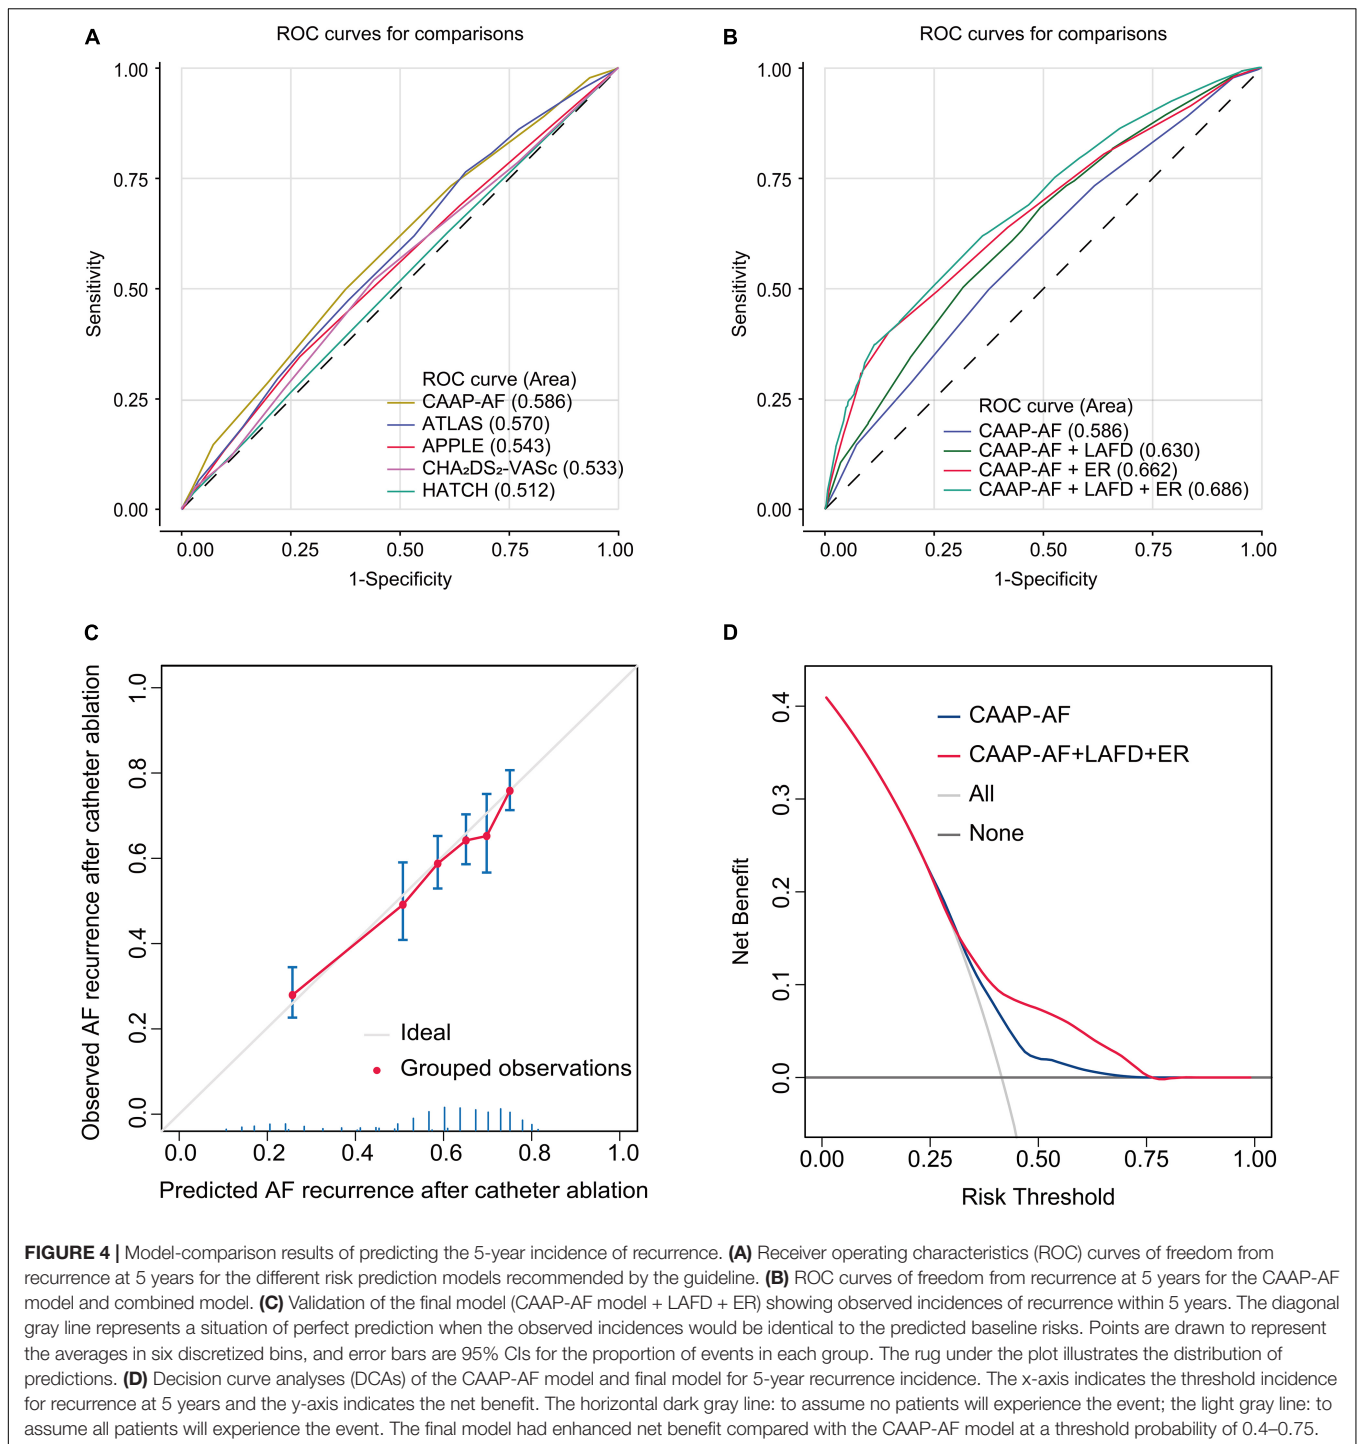 A
ROC curves for comparisons
1.00
0.75
0.50
0.25
0.00
Sensitivity
ROC curve (Area)
CAAP-AF (0.586)
ATLAS (0.570)
APPLE (0.543)
CHA₂DS₂-VASc (0.533)
HATCH (0.512)
0.00 0.25 0.50 0.75 1.00
1-Specificity
B
ROC curves for comparisons
1.00
0.75
0.50
0.25
0.00
Sensitivity
ROC curve (Area)
CAAP-AF (0.586)
CAAP-AF + LAFD (0.630)
CAAP-AF + ER (0.662)
CAAP-AF + LAFD + ER (0.686)
0.00 0.25 0.50 0.75 1.00
1-Specificity
C
Observed AF recurrence after catheter ablation
1.0
0.8
0.6
0.4
0.2
0.0
Ideal
Grouped observations
0.0 0.2 0.4 0.6 0.8 1.0
Predicted AF recurrence after catheter ablation
D
Net Benefit
0.4
0.3
0.2
0.1
0.0
CAAP-AF
CAAP-AF+LAFD+ER
All
None
0.00 0.25 0.50 0.75 1.00
Risk Threshold
FIGURE 4 | Model-comparison results of predicting the 5-year incidence of recurrence. (A) Receiver operating characteristics (ROC) curves of freedom from
recurrence at 5 years for the different risk prediction models recommended by the guideline. (B) ROC curves of freedom from recurrence at 5 years for the CAAP-AF
model and combined model. (C) Validation of the final model (CAAP-AF model + LAFD + ER) showing observed incidences of recurrence within 5 years. The diagonal
gray line represents a situation of perfect prediction when the observed incidences would be identical to the predicted baseline risks. Points are drawn to represent
the averages in six discretized bins, and error bars are 95% CIs for the proportion of events in each group. The rug under the plot illustrates the distribution of
predictions. (D) Decision curve analyses (DCAs) of the CAAP-AF model and final model for 5-year recurrence incidence. The x-axis indicates the threshold incidence
for recurrence at 5 years and the y-axis indicates the net benefit. The horizontal dark gray line: to assume no patients will experience the event; the light gray line: to
assume all patients will experience the event. The final model had enhanced net benefit compared with the CAAP-AF model at a threshold probability of 0.4–0.75.